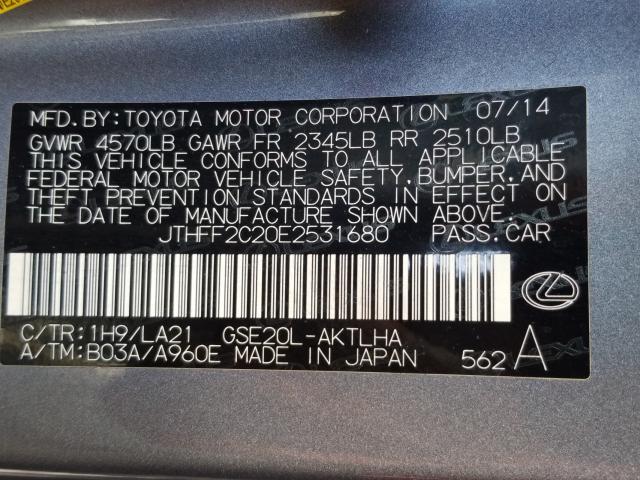 MFD.BY:TOYOTA MOTOR CORPORATION 07/14
GVWR 4570LB GAWR FR 2345LB RR 2510LB
THIS VEHICLE CONFORMS TO ALL APPLICABLE
FEDERAL MOTOR VEHICLE SAFETY,BUMPER,AND
THEFT PREVENTION STANDARDS IN EFFECT ON
THE DATE OF MANUFACTURE SHOWN ABOVE.
JTHFF2C20E2531680 PASS.CAR
C/TR:1H9/LA21 GSE20L-AKTLHA
A/TM:B03A/A960E MADE IN JAPAN 562 A